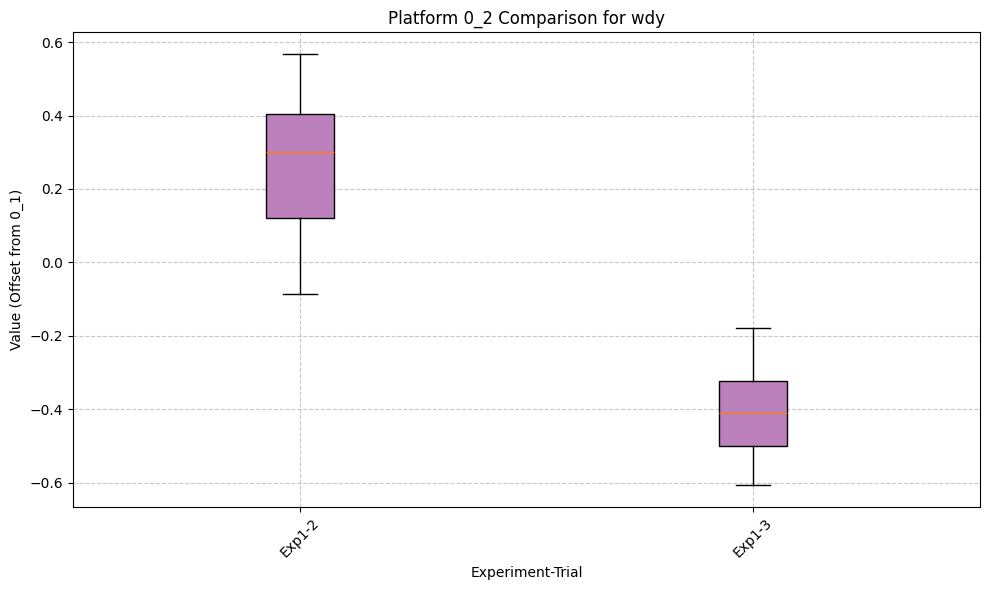 Platform 0_2 Comparison for wdy
Value (Offset from 0_1)
0.6
0.4
0.2
0.0
−0.2
−0.4
−0.6
Exp1-2
Exp1-3
Experiment-Trial